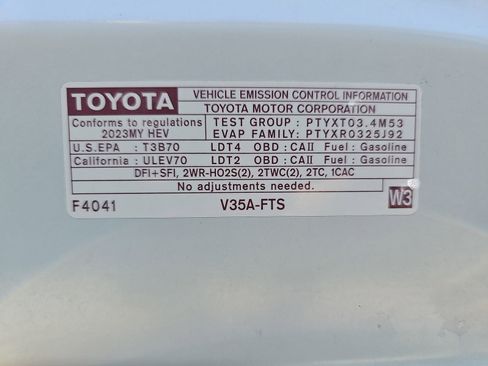 TOYOTA
VEHICLE EMISSION CONTROL INFORMATION
TOYOTA MOTOR CORPORATION
Conforms to regulations
2023MY HEV
TEST GROUP : PTYXT03.4M53
EVAP FAMILY: PTYXR0325J92
U.S.EPA : T3B70 LDT4 OBD : CAII Fuel : Gasoline
California : ULEV70 LDT2 OBD : CAII Fuel : Gasoline
DFI+SFI, 2WR-HO2S(2), 2TWC(2), 2TC, 1CAC
No adjustments needed.
F4041 V35A-FTS W3